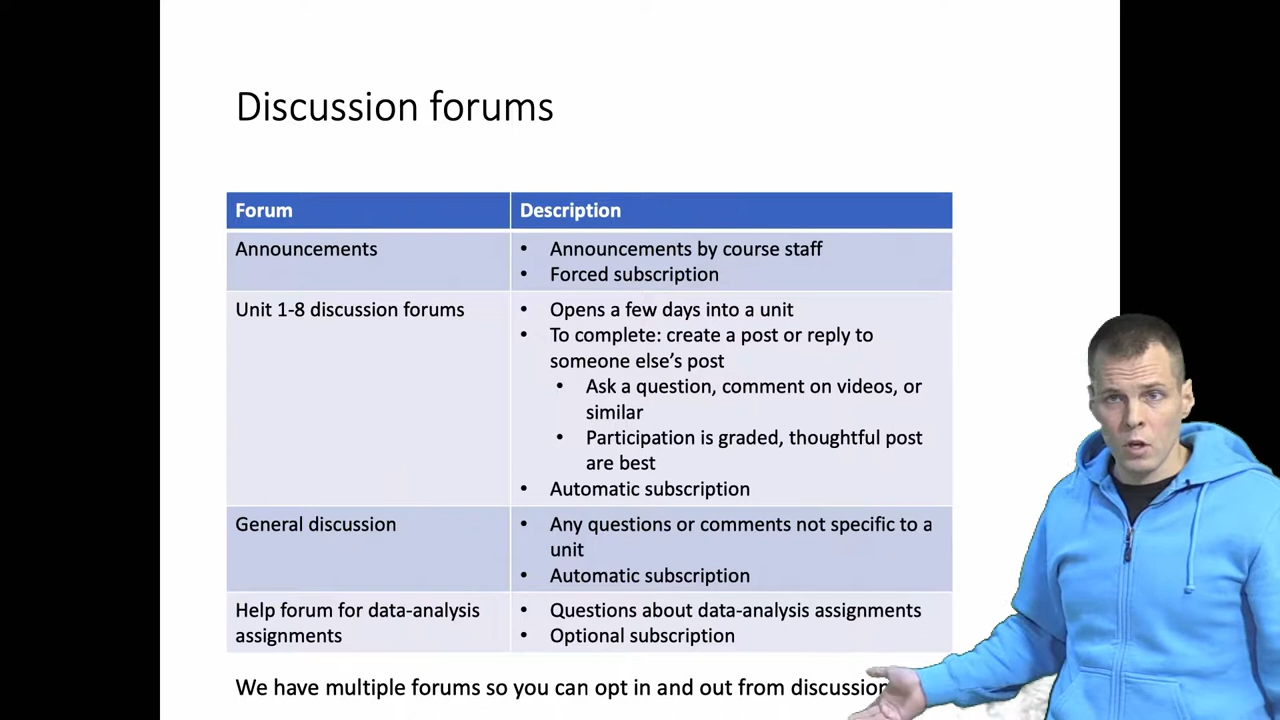 Discussion forums
Forum
Description
Announcements
• Announcements by course staff
• Forced subscription
Unit 1-8 discussion forums
• Opens a few days into a unit
• To complete: create a post or reply to
someone else's post
• Ask a question, comment on videos, or
similar
• Participation is graded, thoughtful post
are best
• Automatic subscription
General discussion
• Any questions or comments not specific to a
unit
• Automatic subscription
Help forum for data-analysis
assignments
• Questions about data-analysis assignments
• Optional subscription
We have multiple forums so you can opt in and out from